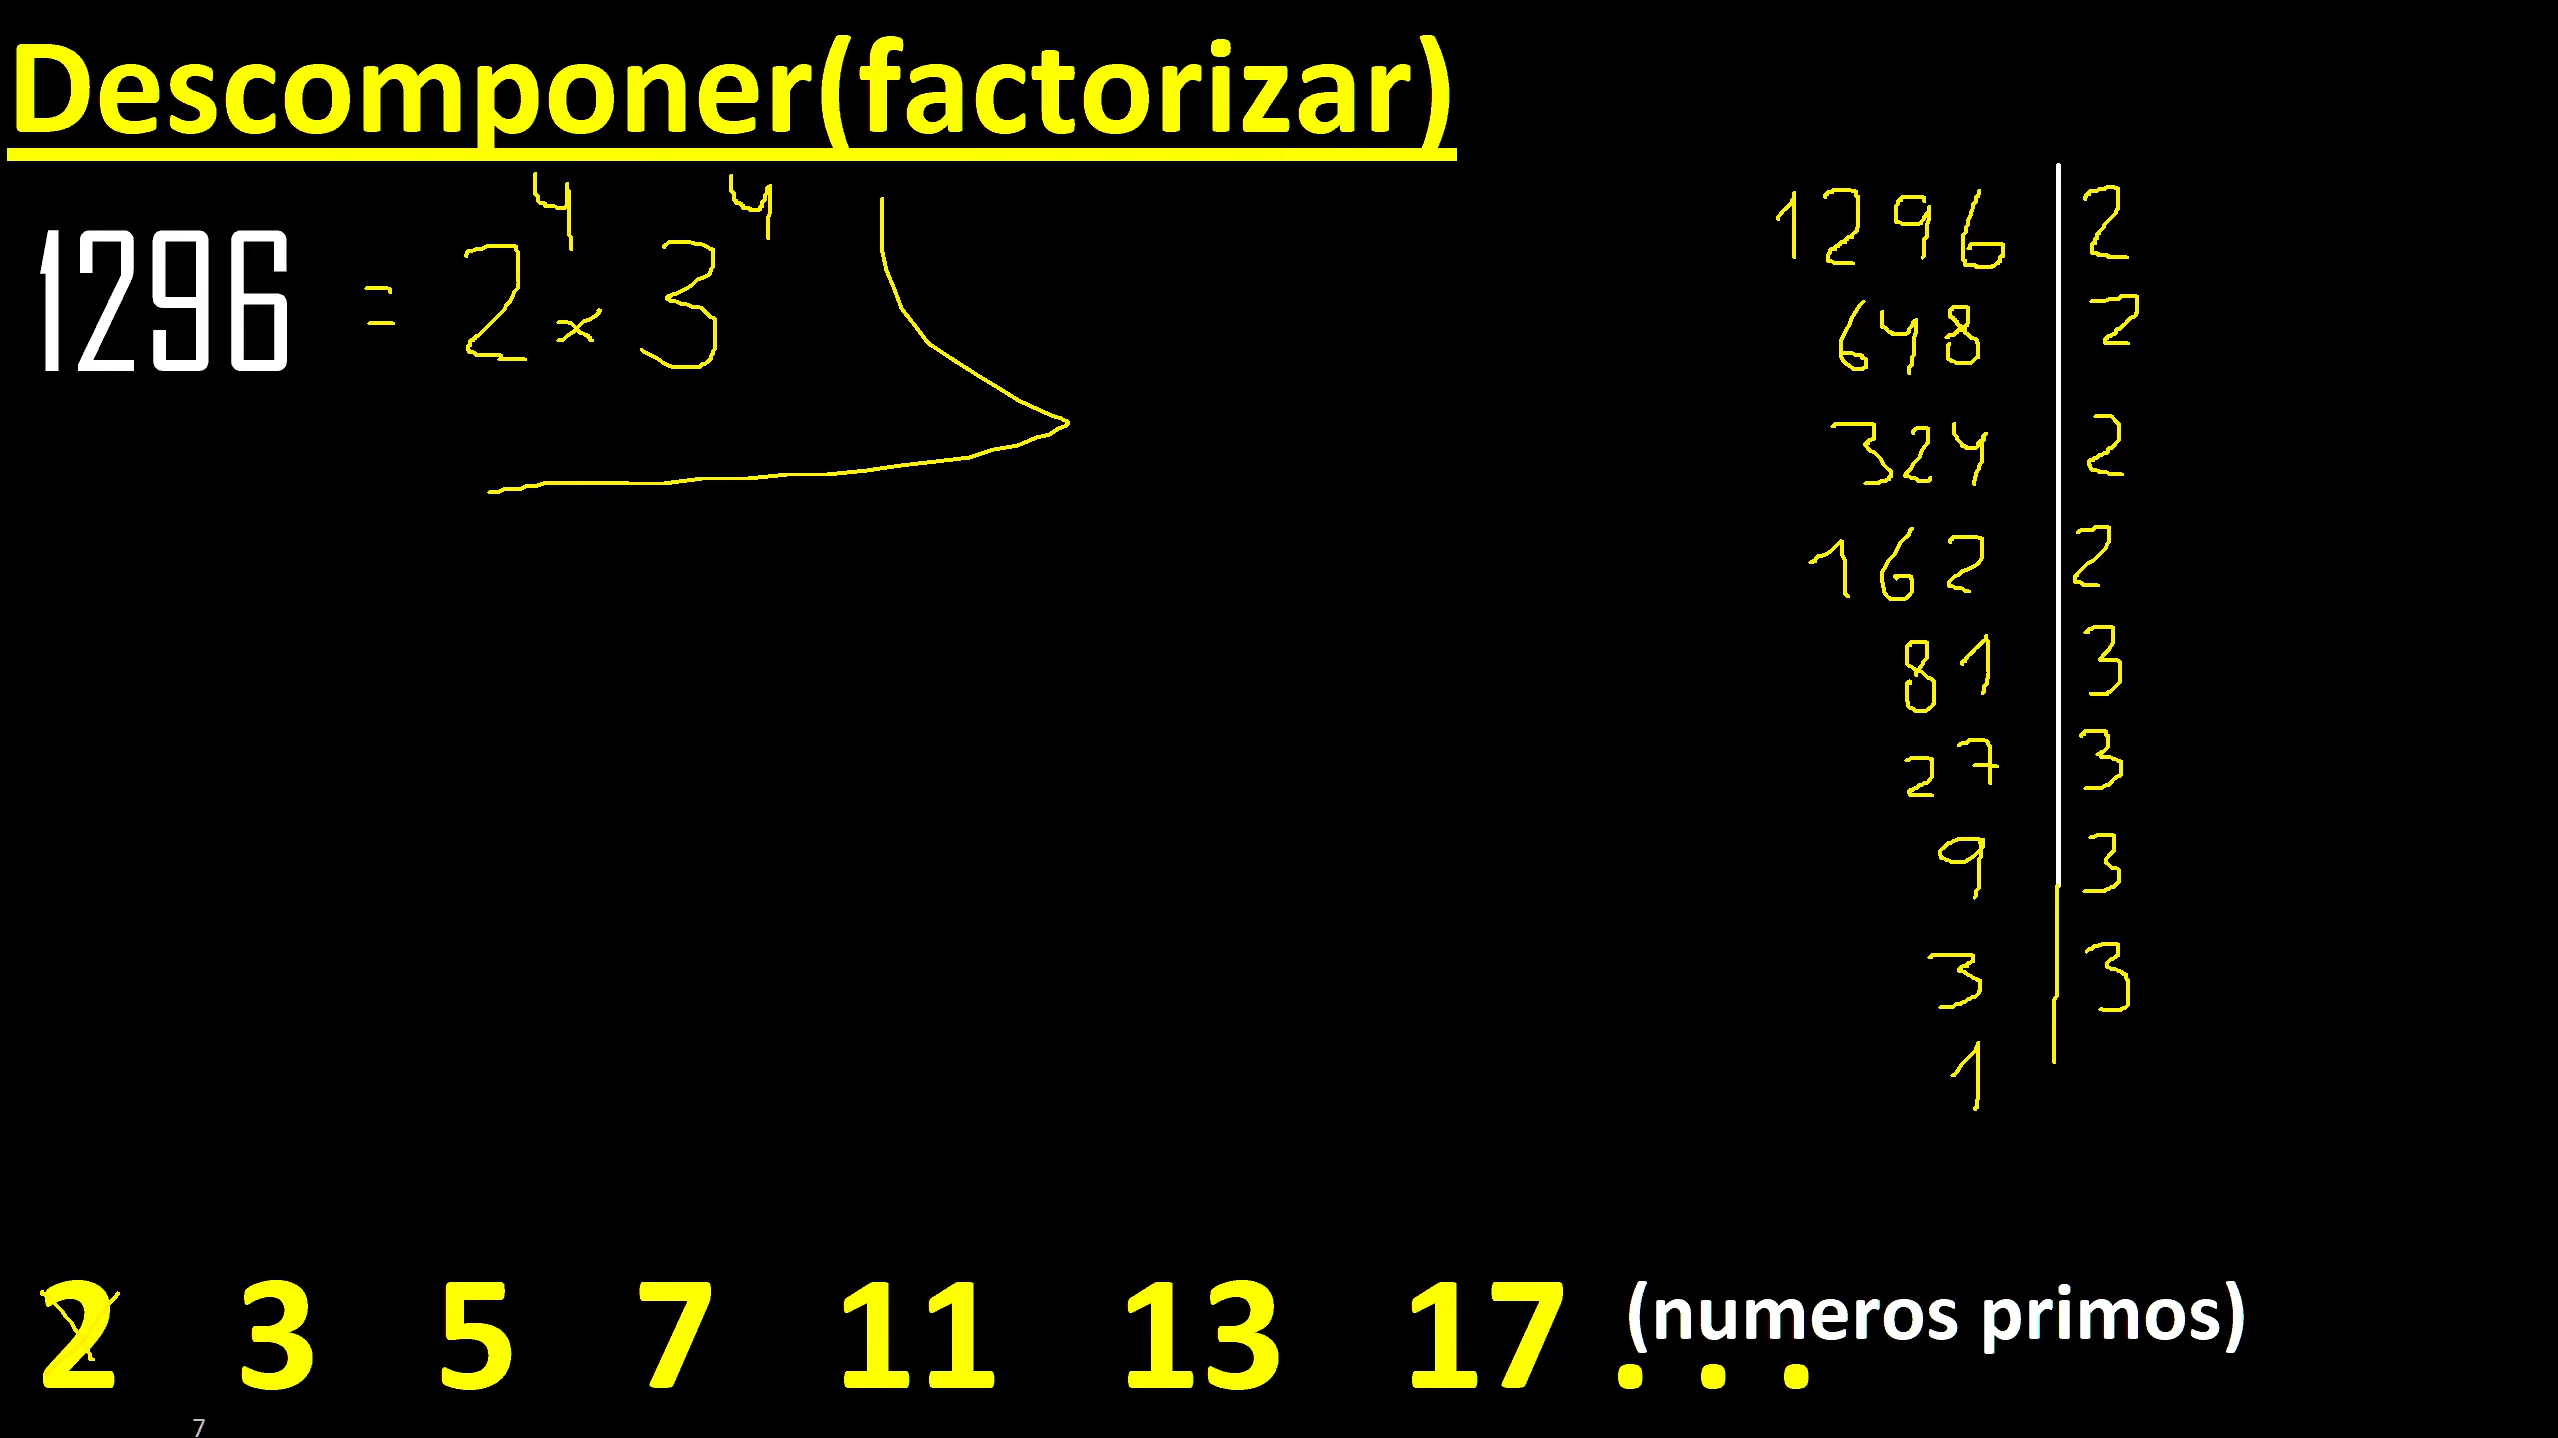 Descomponer(factorizar)
1296 = 2⁴ × 3⁴
1296 | 2
648 | 2
324 | 2
162 | 2
81 | 3
27 | 3
9 | 3
3 | 3
1 |
2 3 5 7 11 13 17 . . . (numeros primos)
7